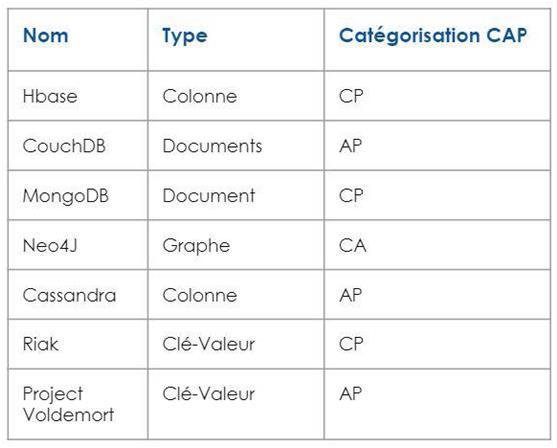 Nom Type Catégorisation CAP
Hbase Colonne CP
CouchDB Documents AP
MongoDB Document CP
Neo4J Graphe CA
Cassandra Colonne AP
Riak Clé-Valeur CP
Project Clé-Valeur AP
Voldemort